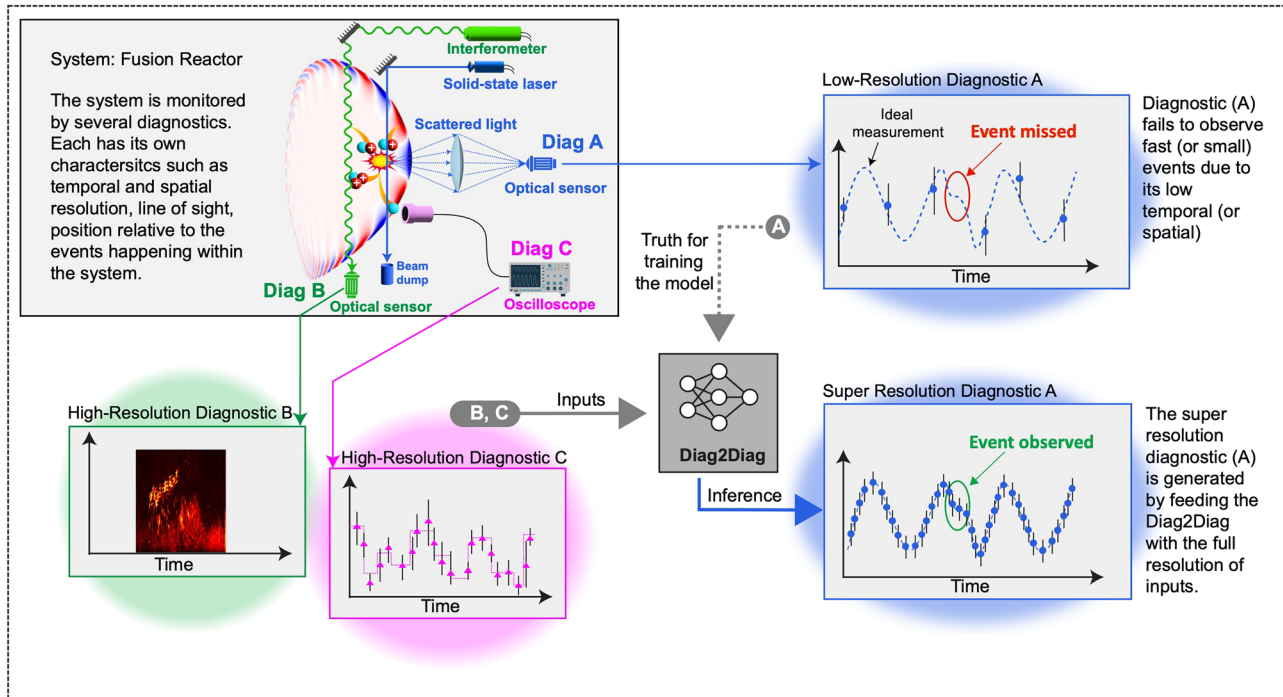 System: Fusion Reactor
The system is monitored
by several diagnostics.
Each has its own
charactersitcs such as
temporal and spatial
resolution, line of sight,
position relative to the
events happening within
the system.
Interferometer
Solid-state laser
Scattered light
Diag A
Optical sensor
Diag C
Beam
dump
Diag B
Optical sensor
Oscilloscope
Low-Resolution Diagnostic A
Ideal
measurement
Event missed
Time
Diagnostic (A)
fails to observe
fast (or small)
events due to
its low
temporal (or
spatial)
A
Truth for
training
the model
High-Resolution Diagnostic B
Time
High-Resolution Diagnostic C
Time
B, C
Inputs
Diag2Diag
Inference
Super Resolution Diagnostic A
Event observed
Time
The super
resolution
diagnostic (A)
is generated
by feeding the
Diag2Diag
with the full
resolution of
inputs.